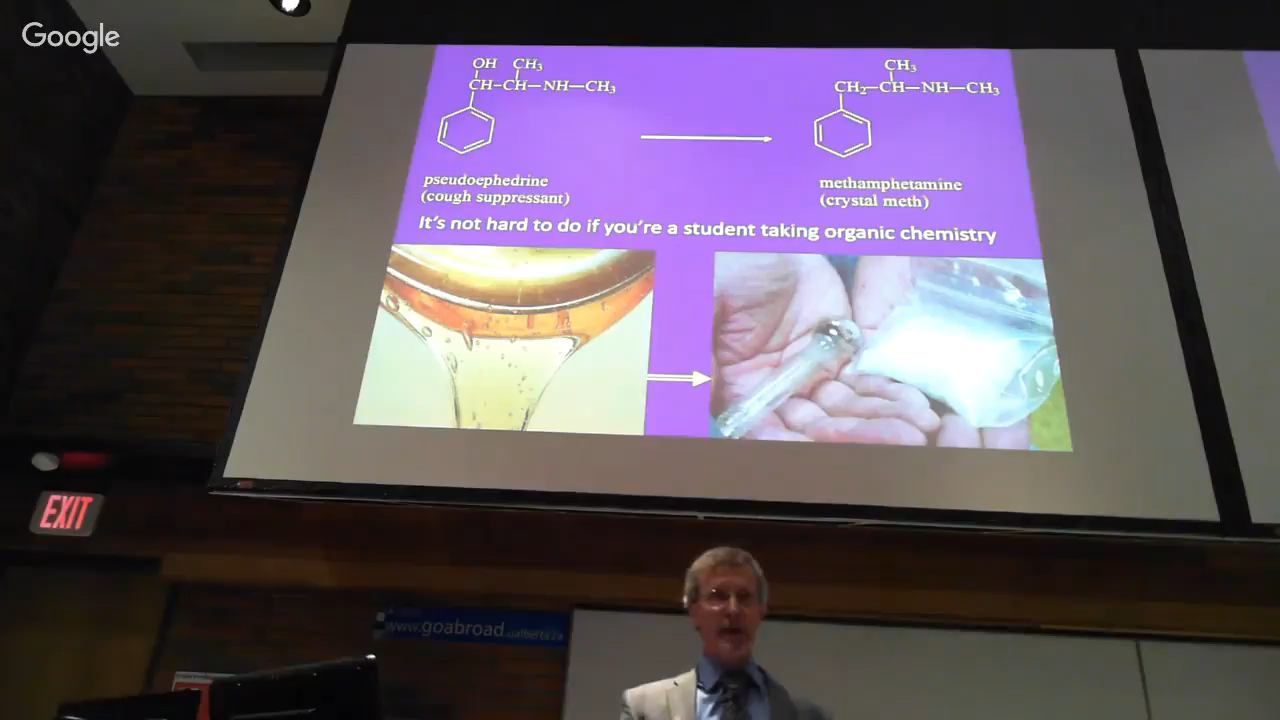 Google
OH CH3
CH-CH-NH-CH3
CH3
CH2-CH-NH-CH3
pseudoephedrine
(cough suppressant)
methamphetamine
(crystal meth)
It's not hard to do if you're a student taking organic chemistry
EXIT
www.goabroad.ualberta.ca